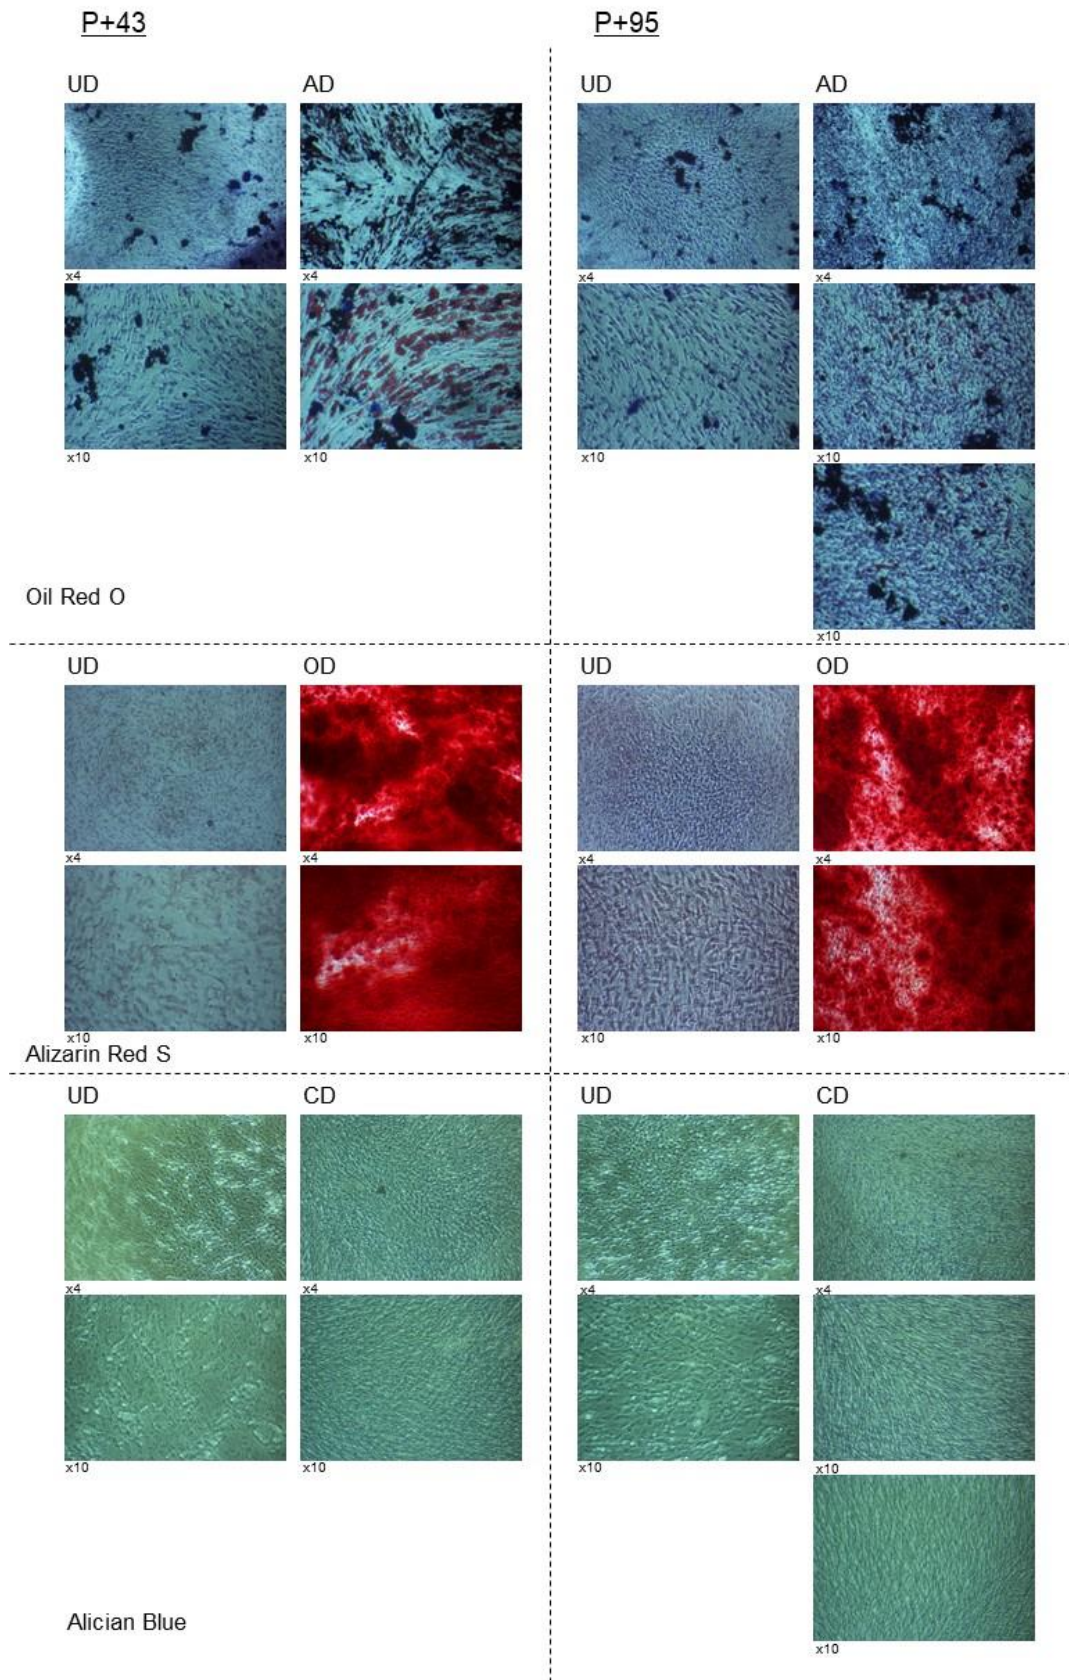 P+43 P+95
UD AD UD AD
x4 x4 x4 x4
x10 x10 x10 x10
x10
Oil Red O
UD OD UD OD
x4 x4 x4 x4
x10 x10 x10 x10
Alizarin Red S
UD CD UD CD
x4 x4 x4 x4
x10 x10 x10 x10
x10
Alician Blue